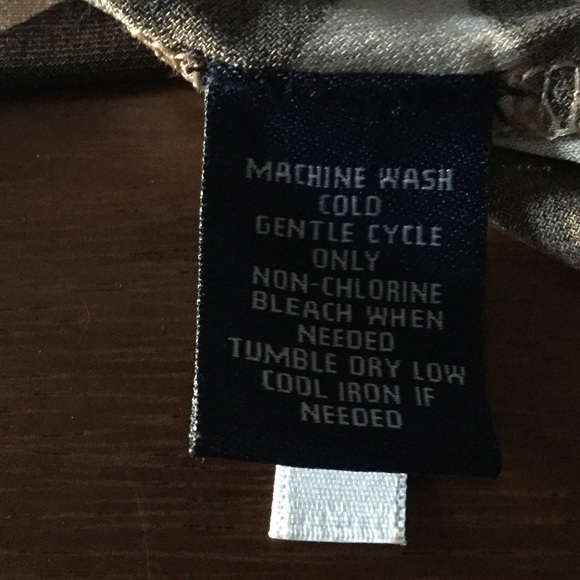 MACHINE WASH
COLD
GENTLE CYCLE
ONLY
NON-CHLORINE
BLEACH WHEN
NEEDED
TUMBLE DRY LOW
COOL IRON IF
NEEDED